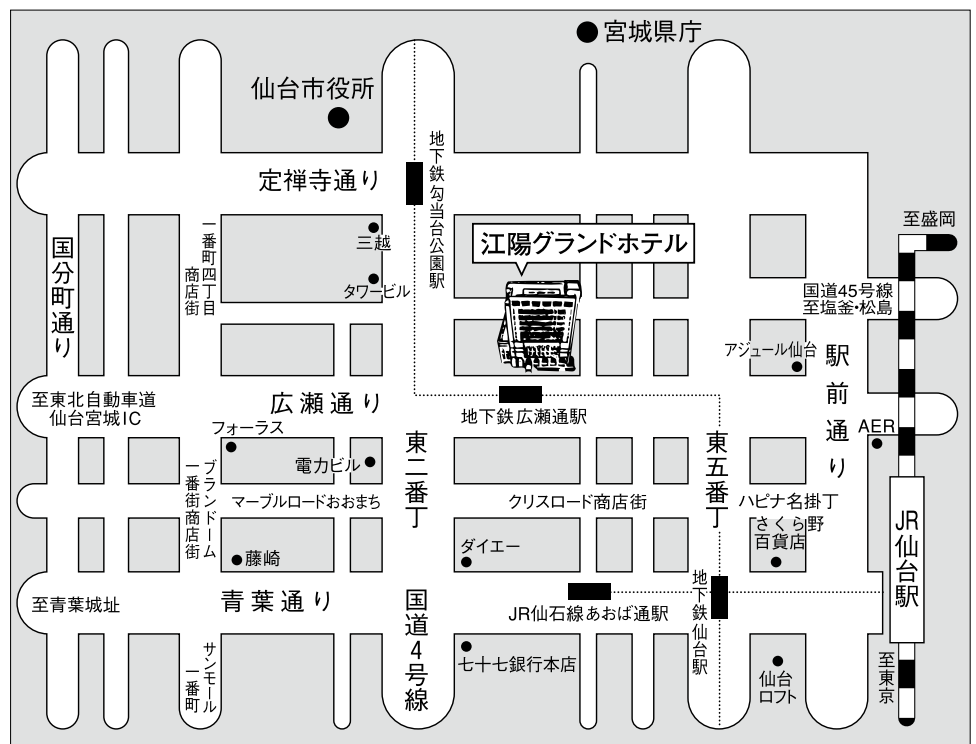 宮城県庁
仙台市役所
地下鉄勾当台公園駅
定禅寺通り
至盛岡
国分町通り
一番町四丁目
商店街
三越
タワービル
江陽グランドホテル
国道45号線
至塩釜・松島
アジュール仙台
駅前通り
至東北自動車道
仙台宮城IC
広瀬通り
地下鉄広瀬通駅
AER
フォーラス
電力ビル
東二番丁
東五番丁
ブランドーム
一番街商店街
マーブルロードおおまち
クリスロード商店街
ハピナ名掛丁
さくら野
百貨店
JR仙台駅
藤崎
ダイエー
至青葉城址
青葉通り
国道4号線
JR仙石線あおば通駅
地下鉄仙台駅
サンモール
一番町
七十七銀行本店
仙台
ロフト
至東京